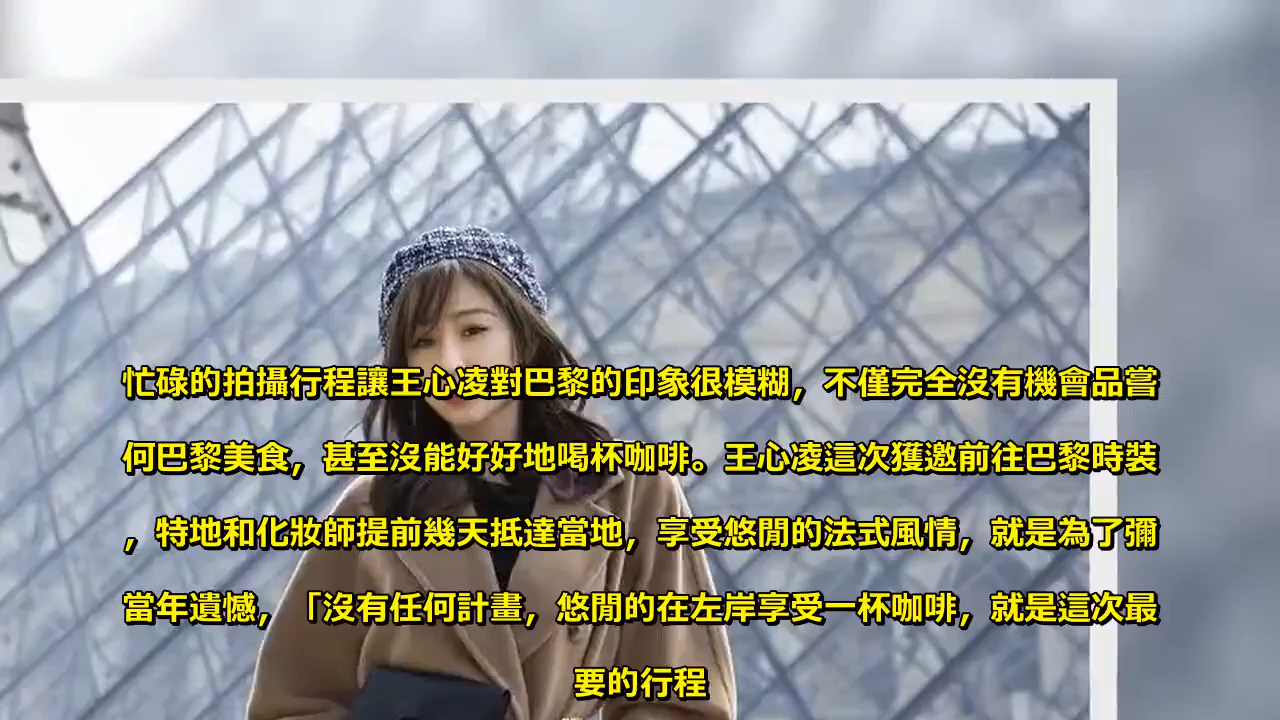 忙碌的拍攝行程讓王心凌對巴黎的印象很模糊，不僅完全沒有機會品嘗
何巴黎美食，甚至沒能好好地喝杯咖啡。王心凌這次獲邀前往巴黎時裝
，特地和化妝師提前幾天抵達當地，享受悠閒的法式風情，就是為了彌
當年遺憾，「沒有任何計畫，悠閒的在左岸享受一杯咖啡，就是這次最
要的行程